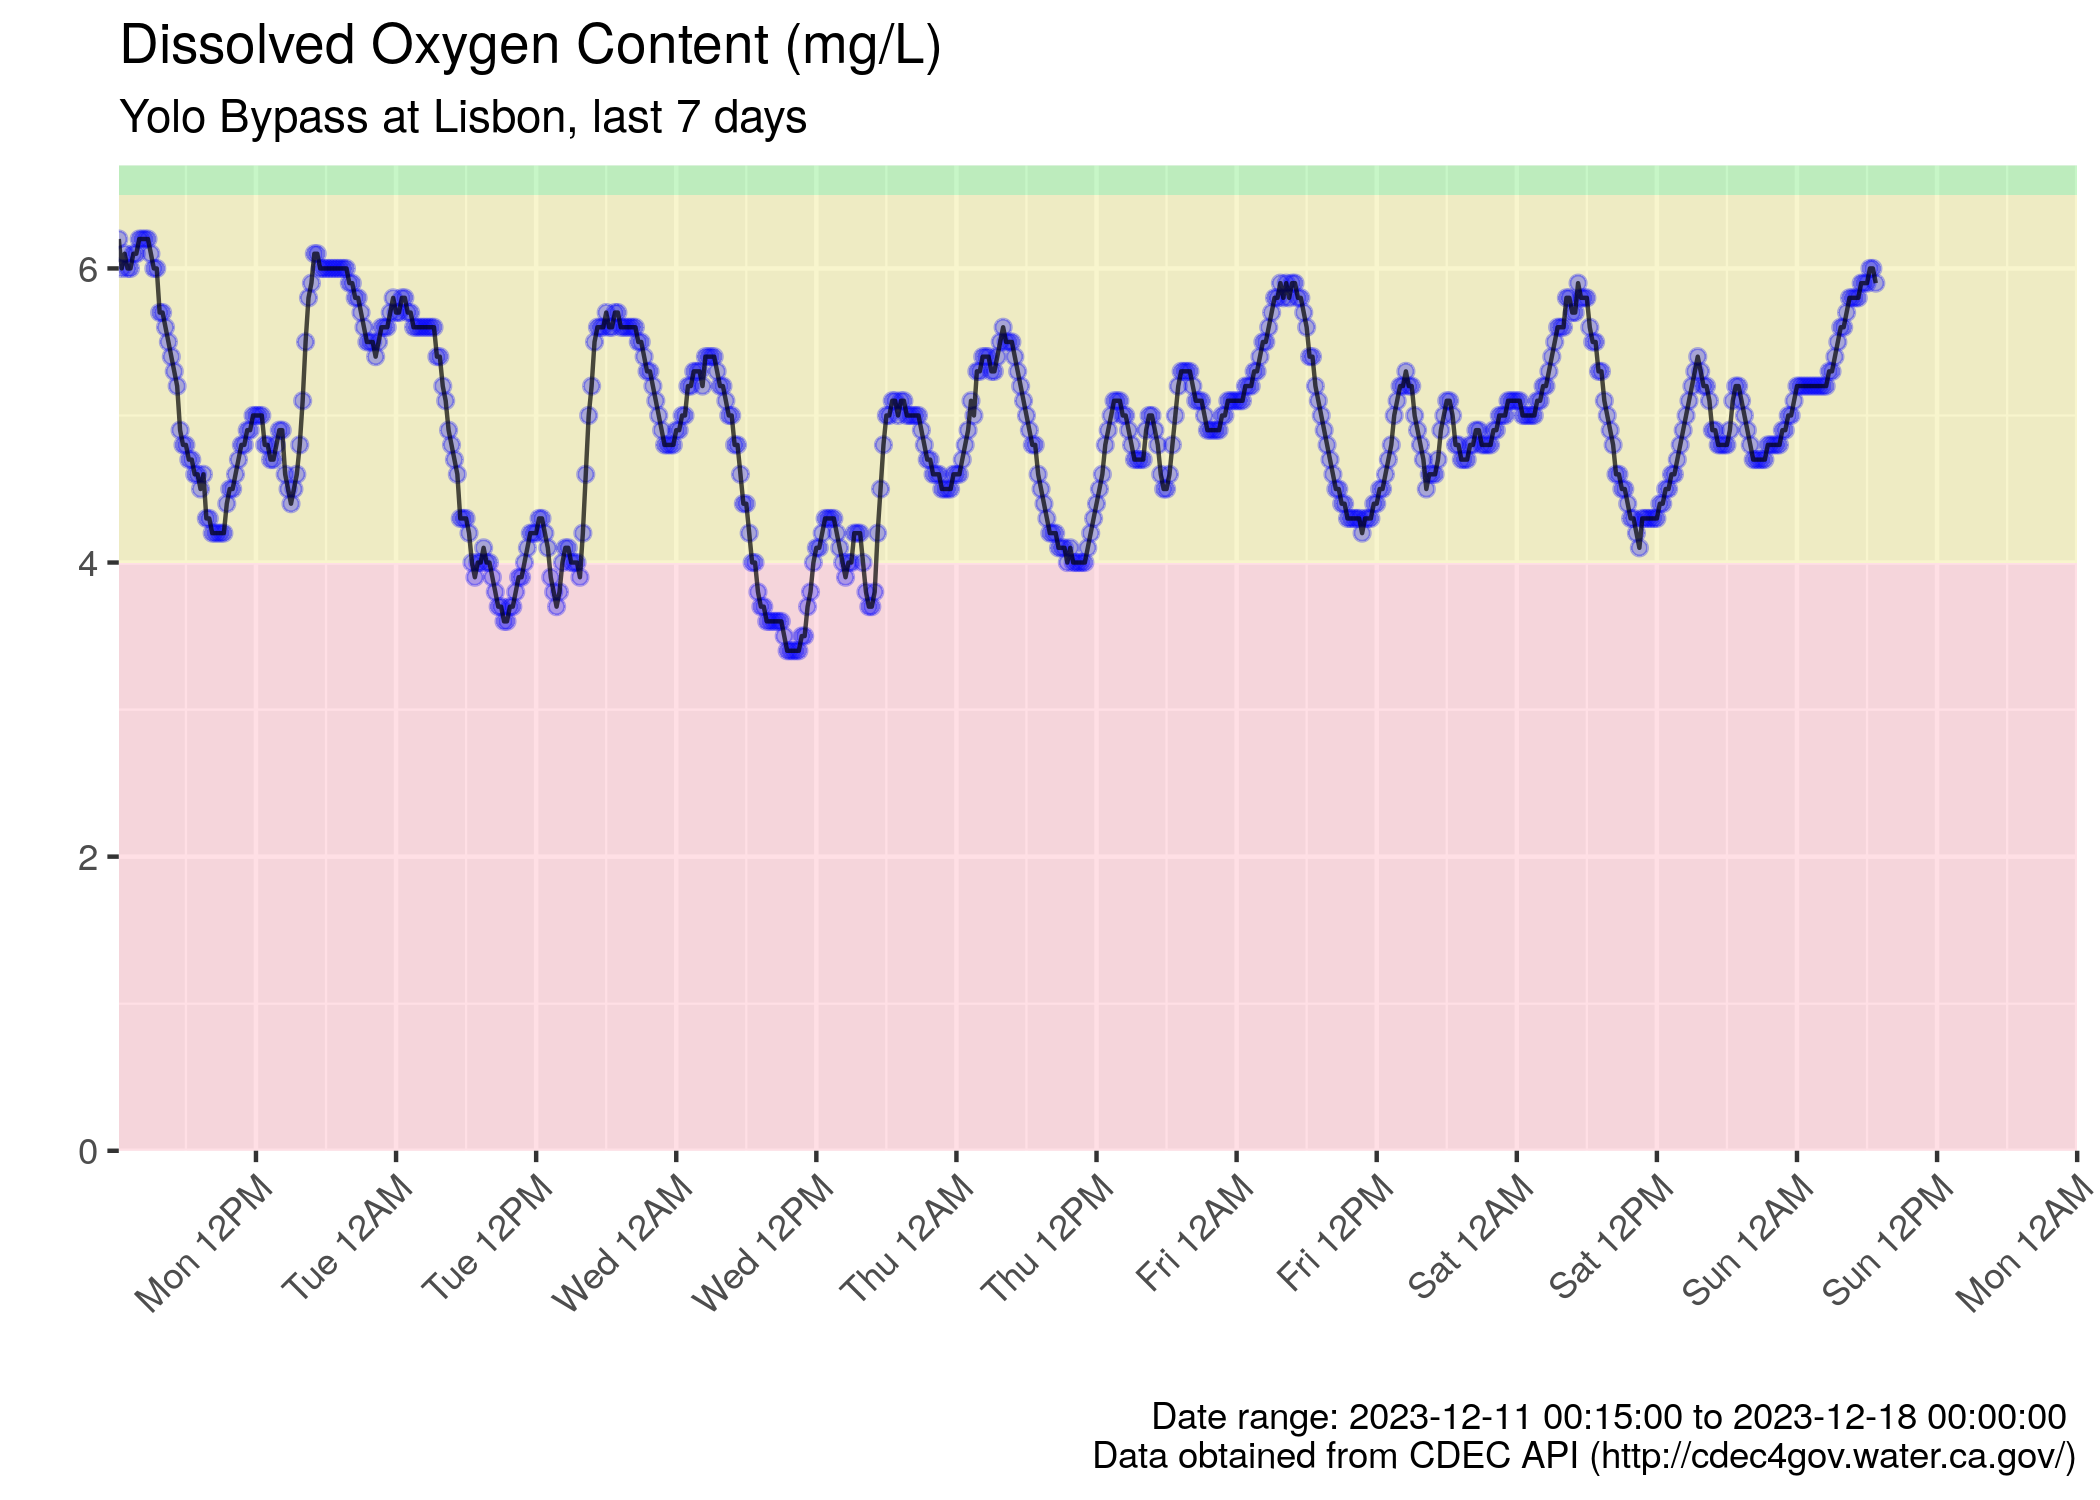 Dissolved Oxygen Content (mg/L)
Yolo Bypass at Lisbon, last 7 days
6
4
2
0
Mon 12PM
Tue 12AM
Tue 12PM
Wed 12AM
Wed 12PM
Thu 12AM
Thu 12PM
Fri 12AM
Fri 12PM
Sat 12AM
Sat 12PM
Sun 12AM
Sun 12PM
Mon 12AM
Date range: 2023-12-11 00:15:00 to 2023-12-18 00:00:00
Data obtained from CDEC API (http://cdec4gov.water.ca.gov/)